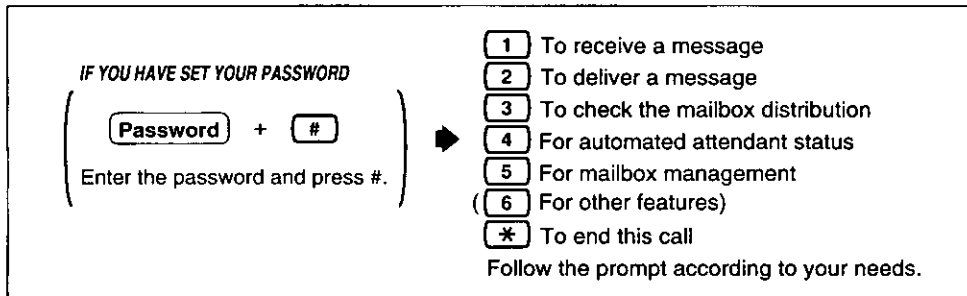 IF YOU HAVE SET YOUR PASSWORD
Password + #
Enter the password and press #.
1 To receive a message
2 To deliver a message
3 To check the mailbox distribution
4 For automated attendant status
5 For mailbox management
(6 For other features)
* To end this call
Follow the prompt according to your needs.